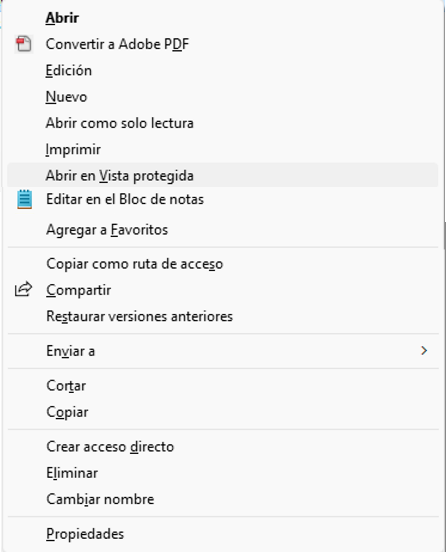 Abrir
Convertir a Adobe PDF
Edición
Nuevo
Abrir como solo lectura
Imprimir
Abrir en Vista protegida
Editar en el Bloc de notas
Agregar a Favoritos
Copiar como ruta de acceso
Compartir
Restaurar versiones anteriores
Enviar a
Cortar
Copiar
Crear acceso directo
Eliminar
Cambiar nombre
Propiedades